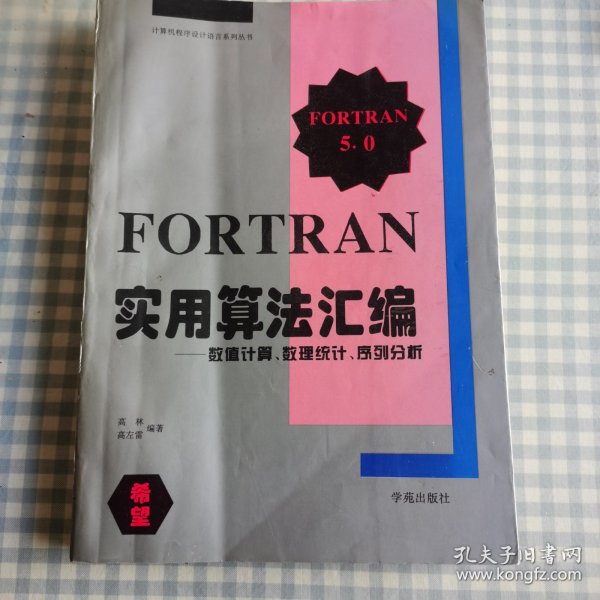 计算机程序设计语言系列丛书
FORTRAN
5.0
FORTRAN
实用算法汇编
——数值计算、数理统计、序列分析
高 林
高左雷
编著
希望
学苑出版社
孔夫子旧书网
www.kongfz.com